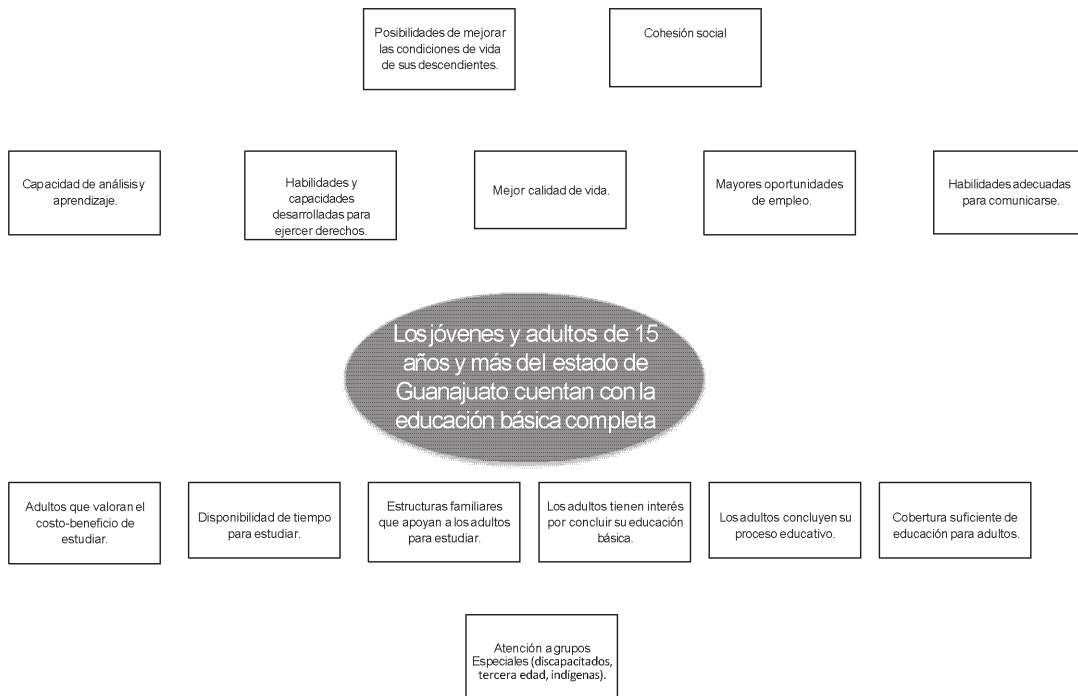 Posibilidades de mejorar
las condiciones de vida
de sus descendientes.
Cohesión social
Capacidad de análisis y
aprendizaje.
Habilidades y
capacidades
desarrolladas para
ejercer derechos.
Mejor calidad de vida.
Mayores oportunidades
de empleo.
Habilidades adecuadas
para comunicarse.
Los jóvenes y adultos de 15
años y más del estado de
Guanajuato cuentan con la
educación básica completa
Adultos que valoran el
costo-beneficio de
estudiar.
Disponibilidad de tiempo
para estudiar.
Estructuras familiares
que apoyan a los adultos
para estudiar.
Los adultos tienen interés
por concluir su educación
básica.
Los adultos concluyen su
proceso educativo.
Cobertura suficiente de
educación para adultos.
Atención a grupos
Especiales (discapacitados,
tercera edad, indígenas).